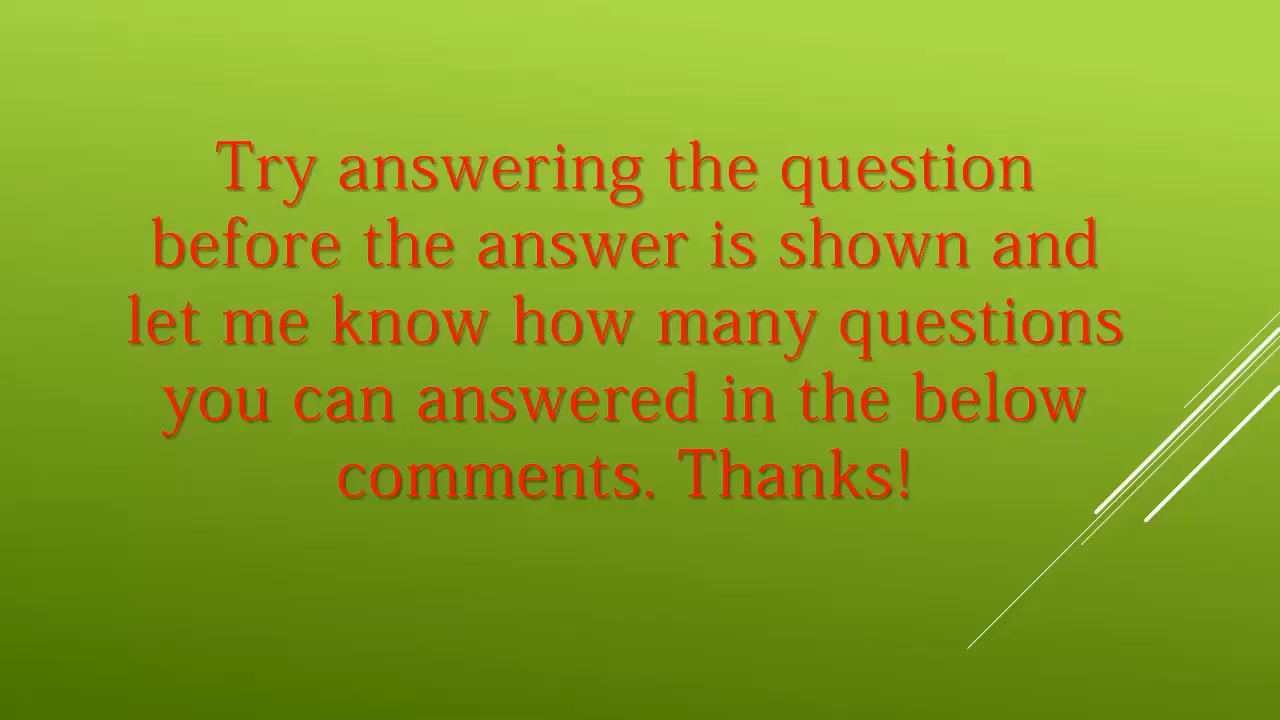 Try answering the question
before the answer is shown and
let me know how many questions
you can answered in the below
comments. Thanks!